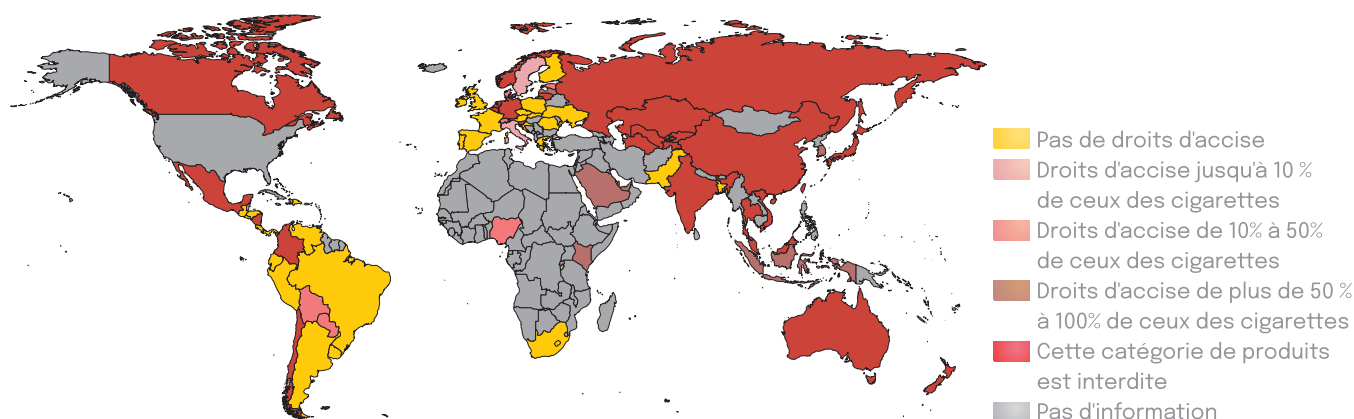 Pas de droits d'accise
Droits d'accise jusqu'à 10 %
de ceux des cigarettes
Droits d'accise de 10% à 50%
de ceux des cigarettes
Droits d'accise de plus de 50 %
à 100% de ceux des cigarettes
Cette catégorie de produits
est interdite
Pas d'information